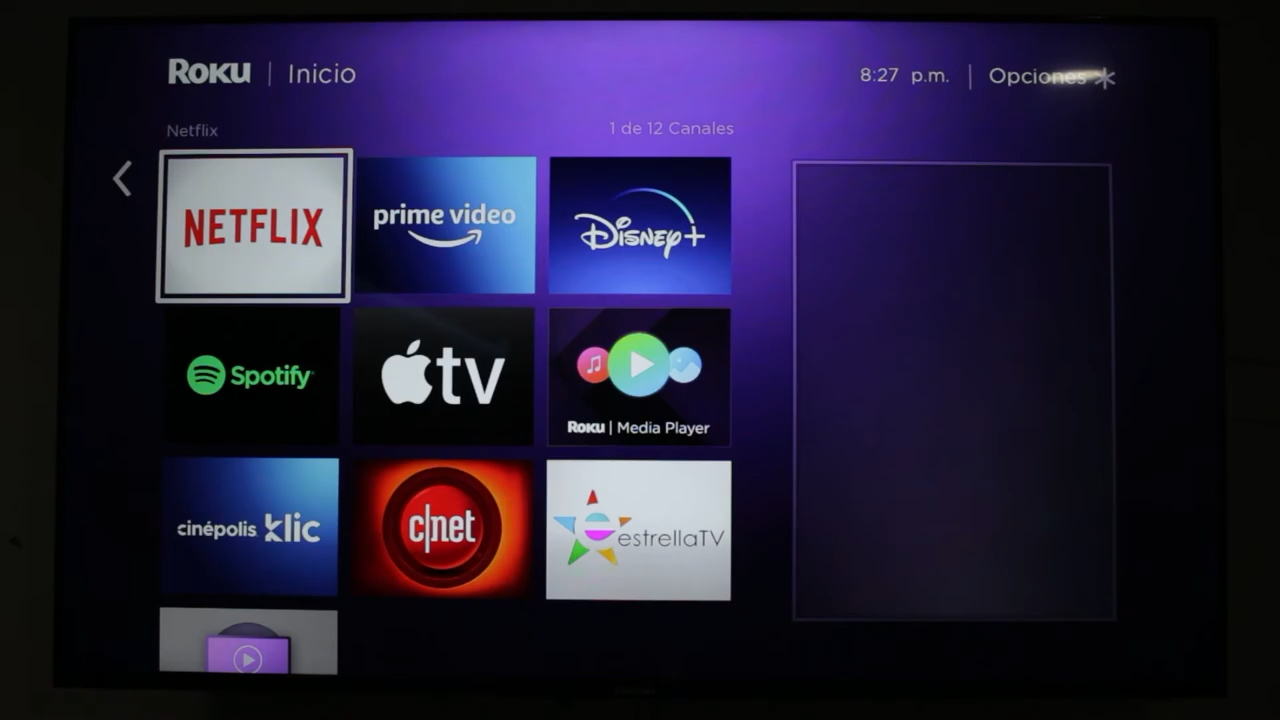 Roku | Inicio
8:27 p.m. | Opciones
Netflix
1 de 12 Canales
NETFLIX
prime video
Disney+
Spotify
tv
Roku | Media Player
cinépolis klic
c|net
estrellaTV